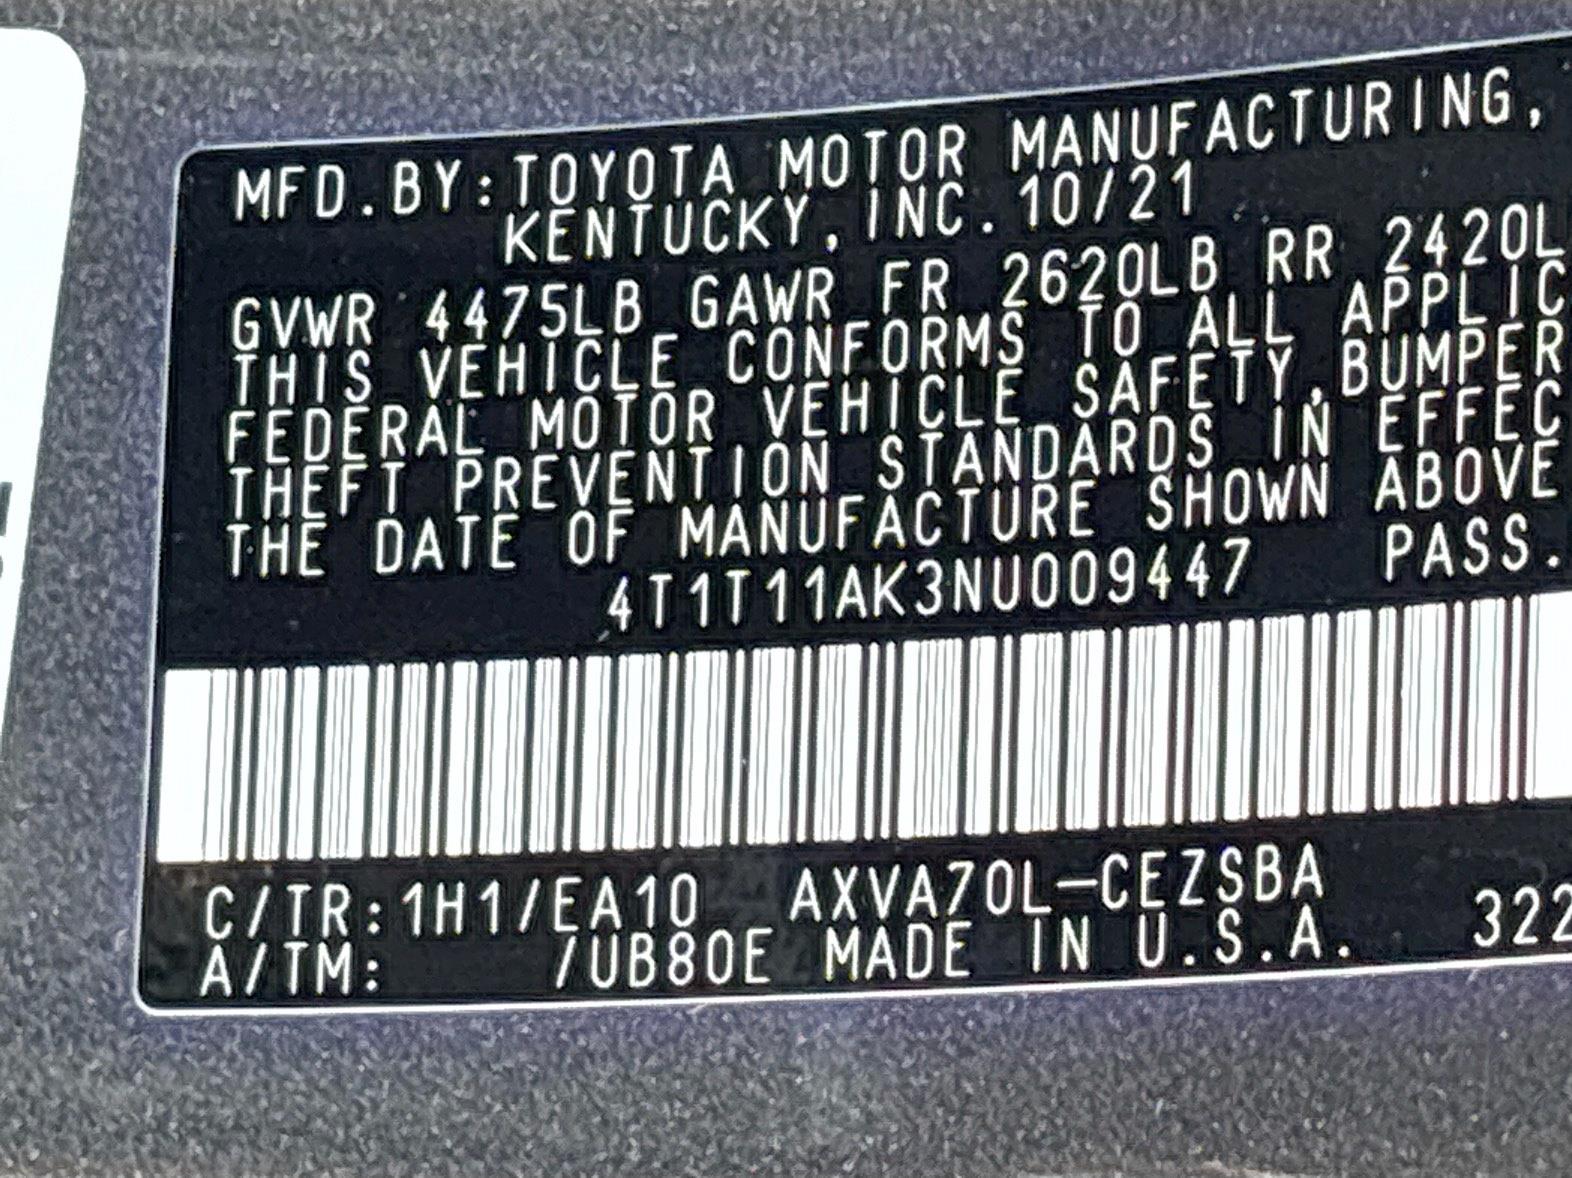 MFD.BY:TOYOTA MOTOR MANUFACTURING,
KENTUCKY, INC. 10/21
GVWR 4475LB GAWR FR 2620LB RR 2420L
THIS VEHICLE CONFORMS TO ALL APPLIC
FEDERAL MOTOR VEHICLE SAFETY,BUMPER
THEFT PREVENTION STANDARDS IN EFFEC
THE DATE OF MANUFACTURE SHOWN ABOVE
4T1T11AK3NU009447 PASS.
C/TR:1H1/EA10 AXVA70L-CEZSBA
A/TM: /UB80E MADE IN U.S.A. 322